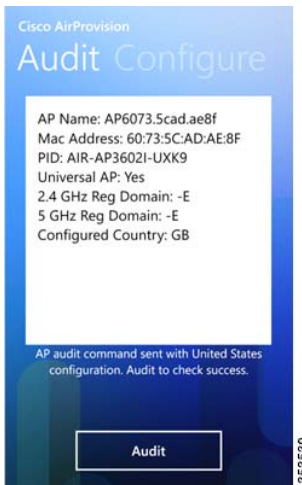 Cisco AirProvision
Audit Configure
AP Name: AP6073.5cad.ae8f
Mac Address: 60:73:5C:AD:AE:8F
PID: AIR-AP3602I-UXK9
Universal AP: Yes
2.4 GHz Reg Domain: -E
5 GHz Reg Domain: -E
Configured Country: GB
AP audit command sent with United States
configuration. Audit to check success.
Audit